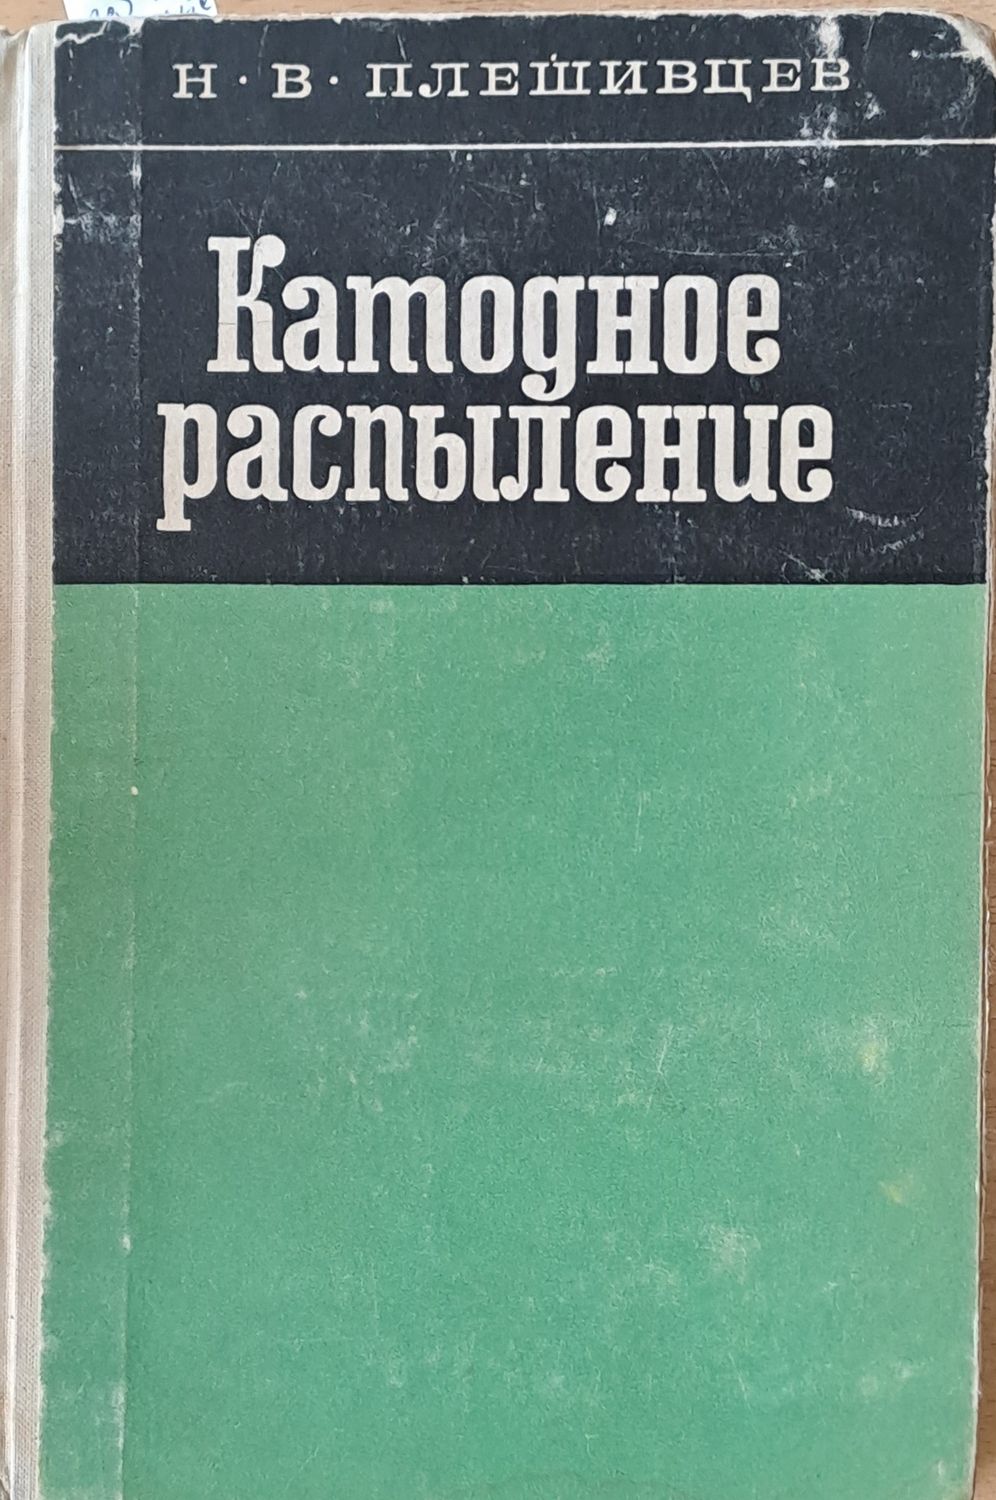 Н · В · ПЛЕШИВЦЕВ
Катодное
распыление